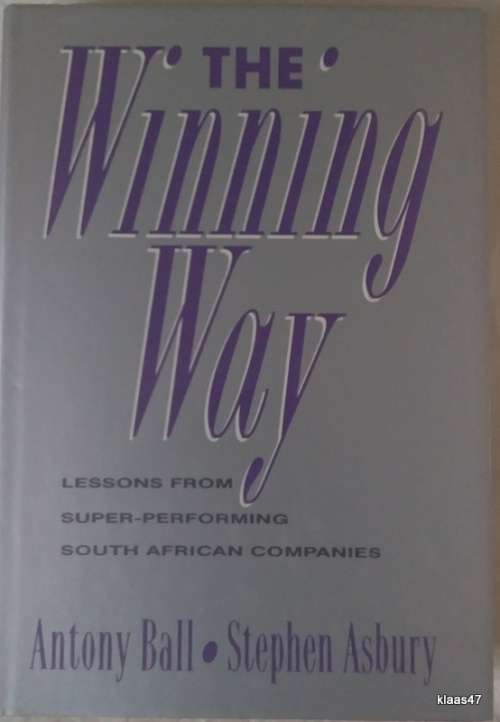 THE
Winning
Way
LESSONS FROM
SUPER-PERFORMING
SOUTH AFRICAN COMPANIES
Antony Ball • Stephen Asbury
klaas47